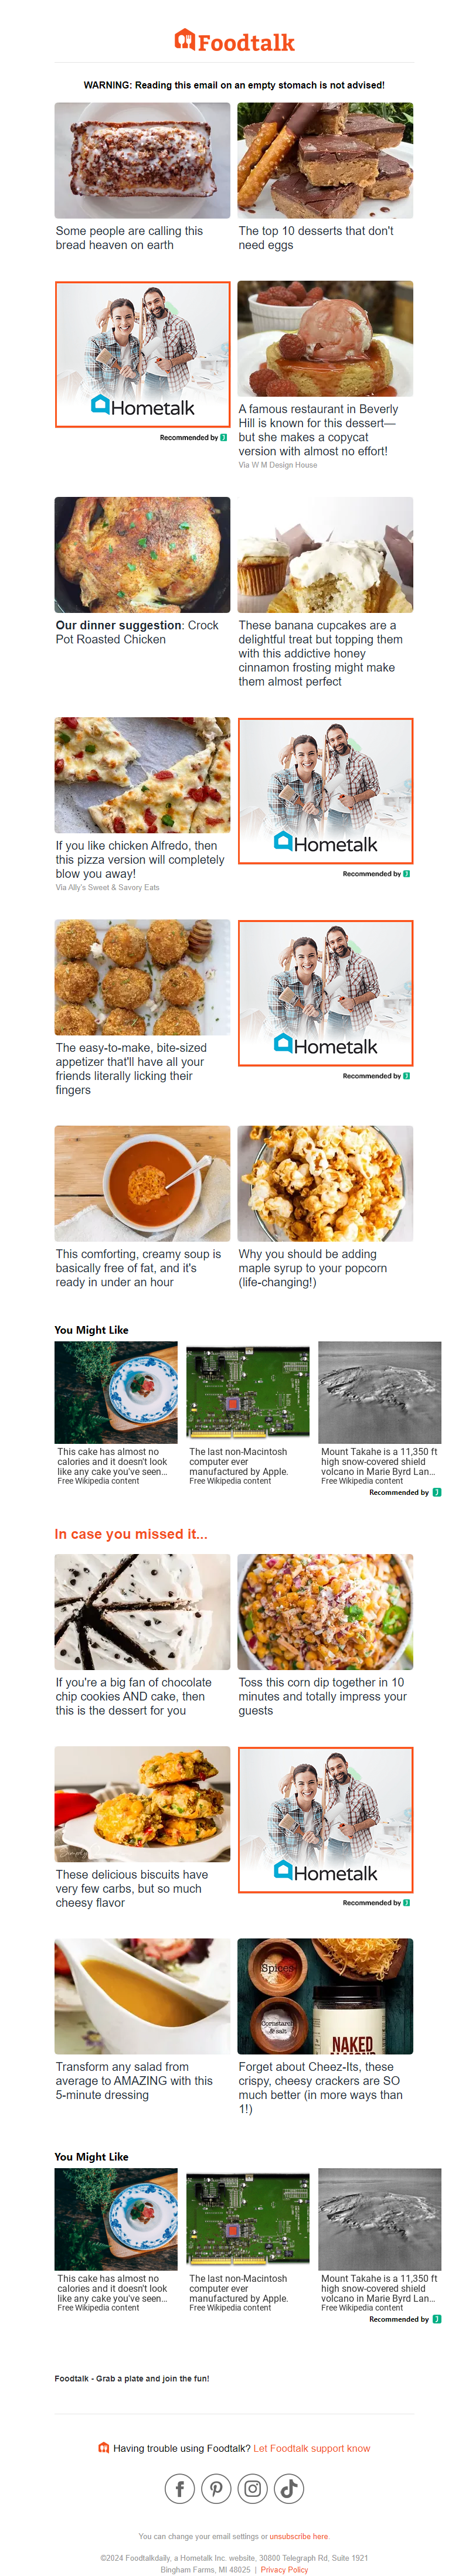 Foodtalk
WARNING: Reading this email on an empty stomach is not advised!
Some people are calling this
bread heaven on earth
The top 10 desserts that don't
need eggs
Hometalk
Recommended by
A famous restaurant in Beverly
Hill is known for this dessert—
but she makes a copycat
version with almost no effort!
Via W M Design House
Our dinner suggestion: Crock
Pot Roasted Chicken
These banana cupcakes are a
delightful treat but topping them
with this addictive honey
cinnamon frosting might make
them almost perfect
If you like chicken Alfredo, then
this pizza version will completely
blow you away!
Via Ally's Sweet & Savory Eats
Hometalk
Recommended by
The easy-to-make, bite-sized
appetizer that'll have all your
friends literally licking their
fingers
Hometalk
Recommended by
This comforting, creamy soup is
basically free of fat, and it's
ready in under an hour
Why you should be adding
maple syrup to your popcorn
(life-changing!)
You Might Like
This cake has almost no
calories and it doesn't look
like any cake you've seen...
Free Wikipedia content
The last non-Macintosh
computer ever
manufactured by Apple.
Free Wikipedia content
Mount Takahe is a 11,350 ft
high snow-covered shield
volcano in Marie Byrd Lan...
Free Wikipedia content
Recommended by
In case you missed it...
If you're a big fan of chocolate
chip cookies AND cake, then
this is the dessert for you
Toss this corn dip together in 10
minutes and totally impress your
guests
These delicious biscuits have
very few carbs, but so much
cheesy flavor
Hometalk
Recommended by
Transform any salad from
average to AMAZING with this
5-minute dressing
Spices
Cornstarch
& salt
NAKED
Forget about Cheez-Its, these
crispy, cheesy crackers are SO
much better (in more ways than
1!)
You Might Like
This cake has almost no
calories and it doesn't look
like any cake you've seen...
Free Wikipedia content
The last non-Macintosh
computer ever
manufactured by Apple.
Free Wikipedia content
Mount Takahe is a 11,350 ft
high snow-covered shield
volcano in Marie Byrd Lan...
Free Wikipedia content
Recommended by
Foodtalk - Grab a plate and join the fun!
Having trouble using Foodtalk? Let Foodtalk support know
You can change your email settings or unsubscribe here.
©2024 Foodtalkdaily, a Hometalk Inc. website, 30800 Telegraph Rd, Suite 1921
Bingham Farms, MI 48025 | Privacy Policy